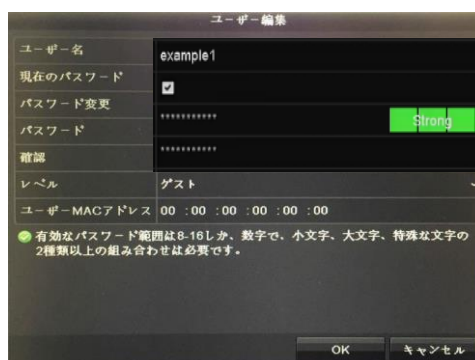 ユーザー編集
ユーザー名 example1
現在のパスワード
パスワード変更
パスワード *********** Strong
確認 ***********
レベル ゲスト
ユーザーMACアドレス 00 :00 :00 :00 :00 :00
有効なパスワード範囲は8-16しか、数字で、小文字、大文字、特殊な文字の
2種類以上の組み合わせは必要です。
OK キャンセル